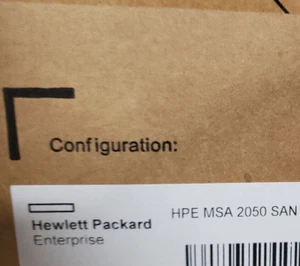 Configuration:
HPE MSA 2050 SAN
Hewlett Packard
Enterprise